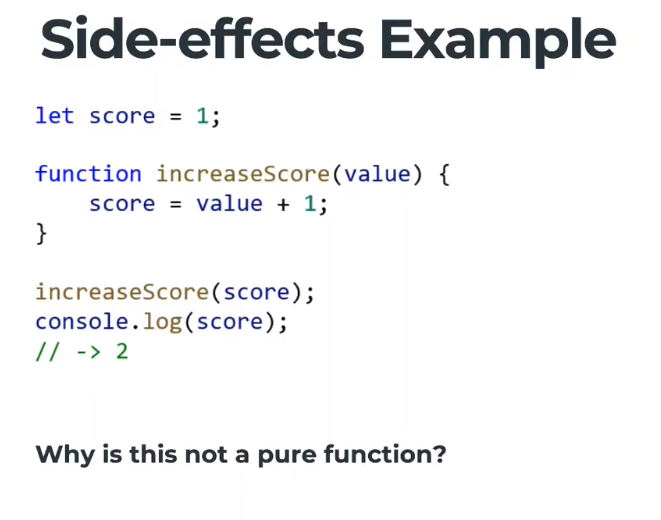 Side-effects Example
let score = 1;
function increaseScore(value) {
    score = value + 1;
}
increaseScore(score);
console.log(score);
// -> 2
Why is this not a pure function?